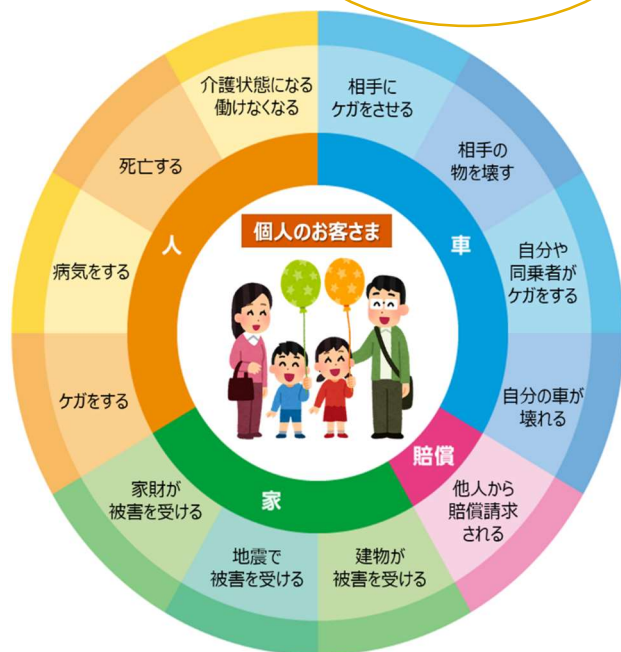 個人のお客さま
車
相手に
ケガをさせる
相手の
物を壊す
自分や
同乗者が
ケガをする
自分の車が
壊れる
賠償
他人から
賠償請求
される
家
建物が
被害を受ける
地震で
被害を受ける
家財が
被害を受ける
人
ケガをする
病気をする
死亡する
介護状態になる
働けなくなる